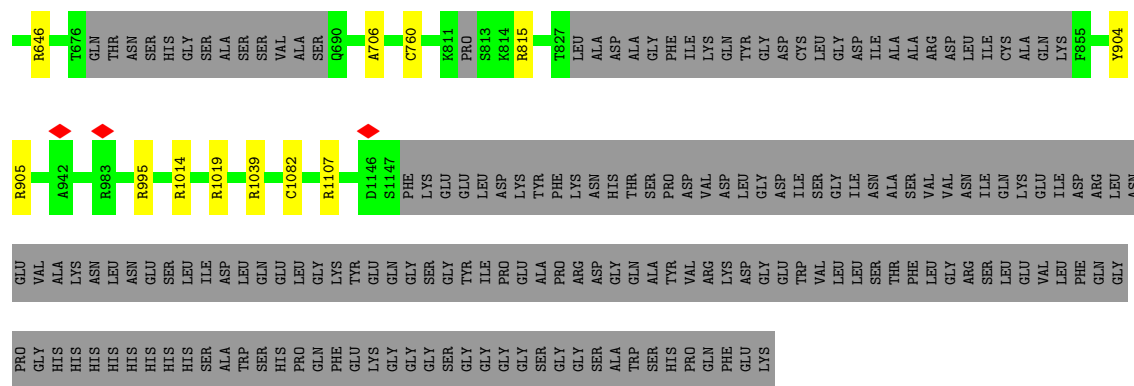 R646 T676 GLN THR ASN SER HIS GLY SER ALA SER SER VAL ALA SER Q690 A706 C760 K811 PRO S813 K814 R815 T827 LEU ALA ASP ALA GLY PHE ILE LYS GLN TYR GLY ASP CYS LEU GLY ASP ILE ALA ALA ARG ASP LEU ILE CYS ALA GLN LYS F855 Y904
R905 A942 R983 R995 R1014 R1019 R1039 C1082 R1107 D1146 S1147 PHE LYS GLU GLU LEU ASP LYS TYR PHE LYS ASN HIS THR SER PRO ASP VAL ASP LEU GLY ASP ILE SER GLY ILE ASN ALA SER VAL VAL ASN ILE GLN LYS GLU ILE ASP ARG LEU ASN
GLU VAL ALA LYS ASN LEU ASN GLU SER LEU ILE ASP LEU GLN GLU LEU GLY LYS TYR GLU GLN GLY SER GLY TYR ILE PRO GLU ALA PRO ARG ASP GLY GLN ALA TYR VAL ARG LYS ASP GLY GLU TRP VAL LEU LEU SER THR PHE LEU GLY ARG SER LEU GLU VAL LEU PHE GLN GLY
PRO GLY HIS HIS HIS HIS HIS HIS HIS HIS SER ALA TRP SER HIS PRO GLN PHE GLU LYS GLY GLY GLY SER GLY GLY GLY GLY SER GLY GLY SER ALA TRP SER HIS PRO GLN PHE GLU LYS